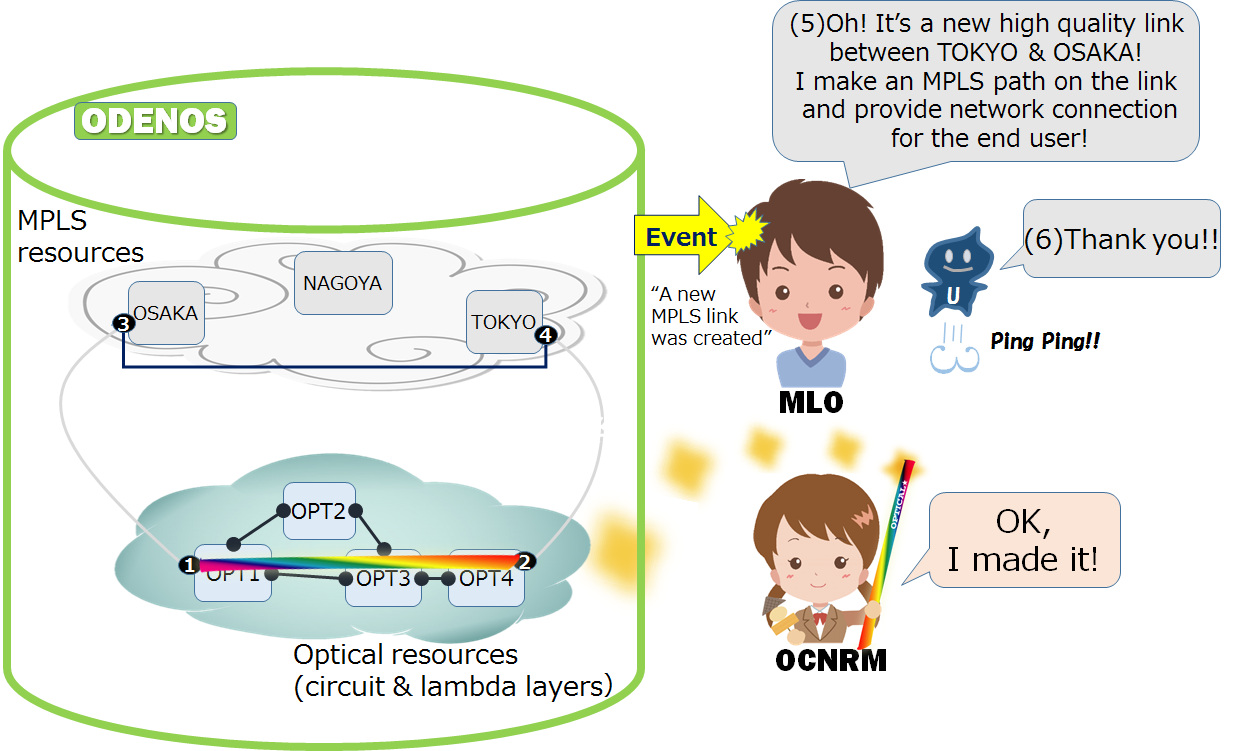 (5)Oh! It’s a new high quality link
between TOKYO & OSAKA!
I make an MPLS path on the link
and provide network connection
for the end user!
ODENOS
MPLS
resources
Event
(6)Thank you!!
U
“A new
MPLS link
was created”
Ping Ping!!
MLO
NAGOYA
OSAKA
TOKYO
3
4
OPT2
1
2
OPT1
OPT3
OPT4
OPTICAL
OK,
I made it!
OCNRM
Optical resources
(circuit & lambda layers)